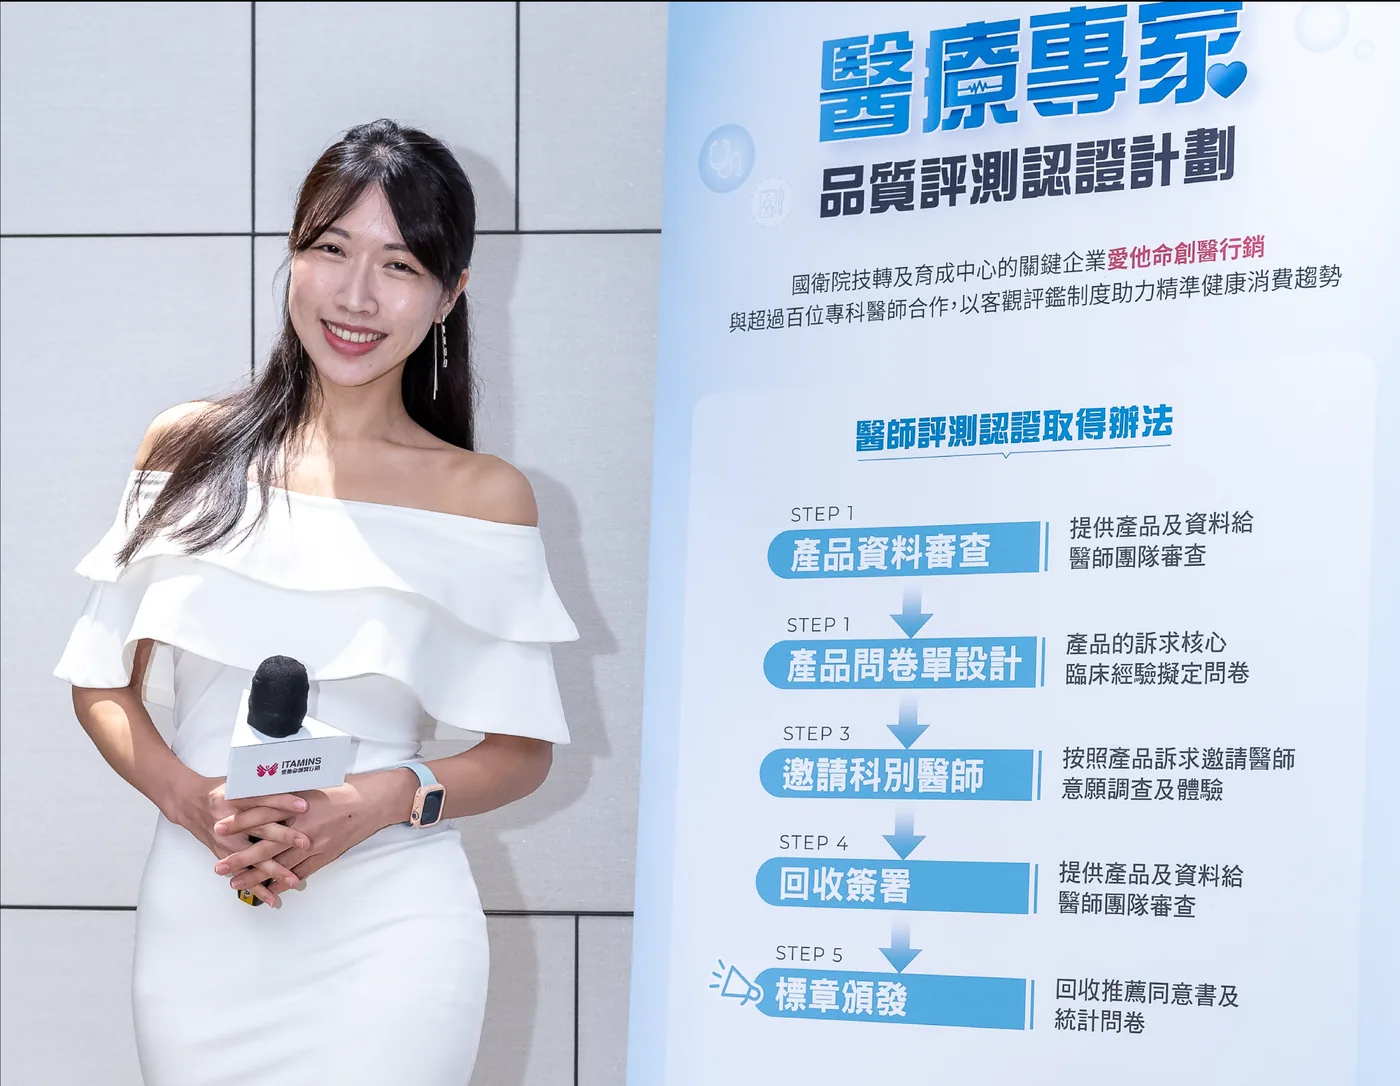 醫療專家
品質評測認證計劃
國衛院技轉及育成中心的關鍵企業愛他命創醫行銷
與超過百位專科醫師合作,以客觀評鑑制度助力精準健康消費趨勢
醫師評測認證取得辦法
STEP 1
產品資料審查
提供產品及資料給
醫師團隊審查
STEP 1
產品問卷單設計
產品的訴求核心
臨床經驗擬定問卷
STEP 3
邀請科別醫師
按照產品訴求邀請醫師
意願調查及體驗
STEP 4
回收簽署
提供產品及資料給
醫師團隊審查
STEP 5
標章頒發
回收推薦同意書及
統計問卷
ITAMINS
愛他命創醫行銷